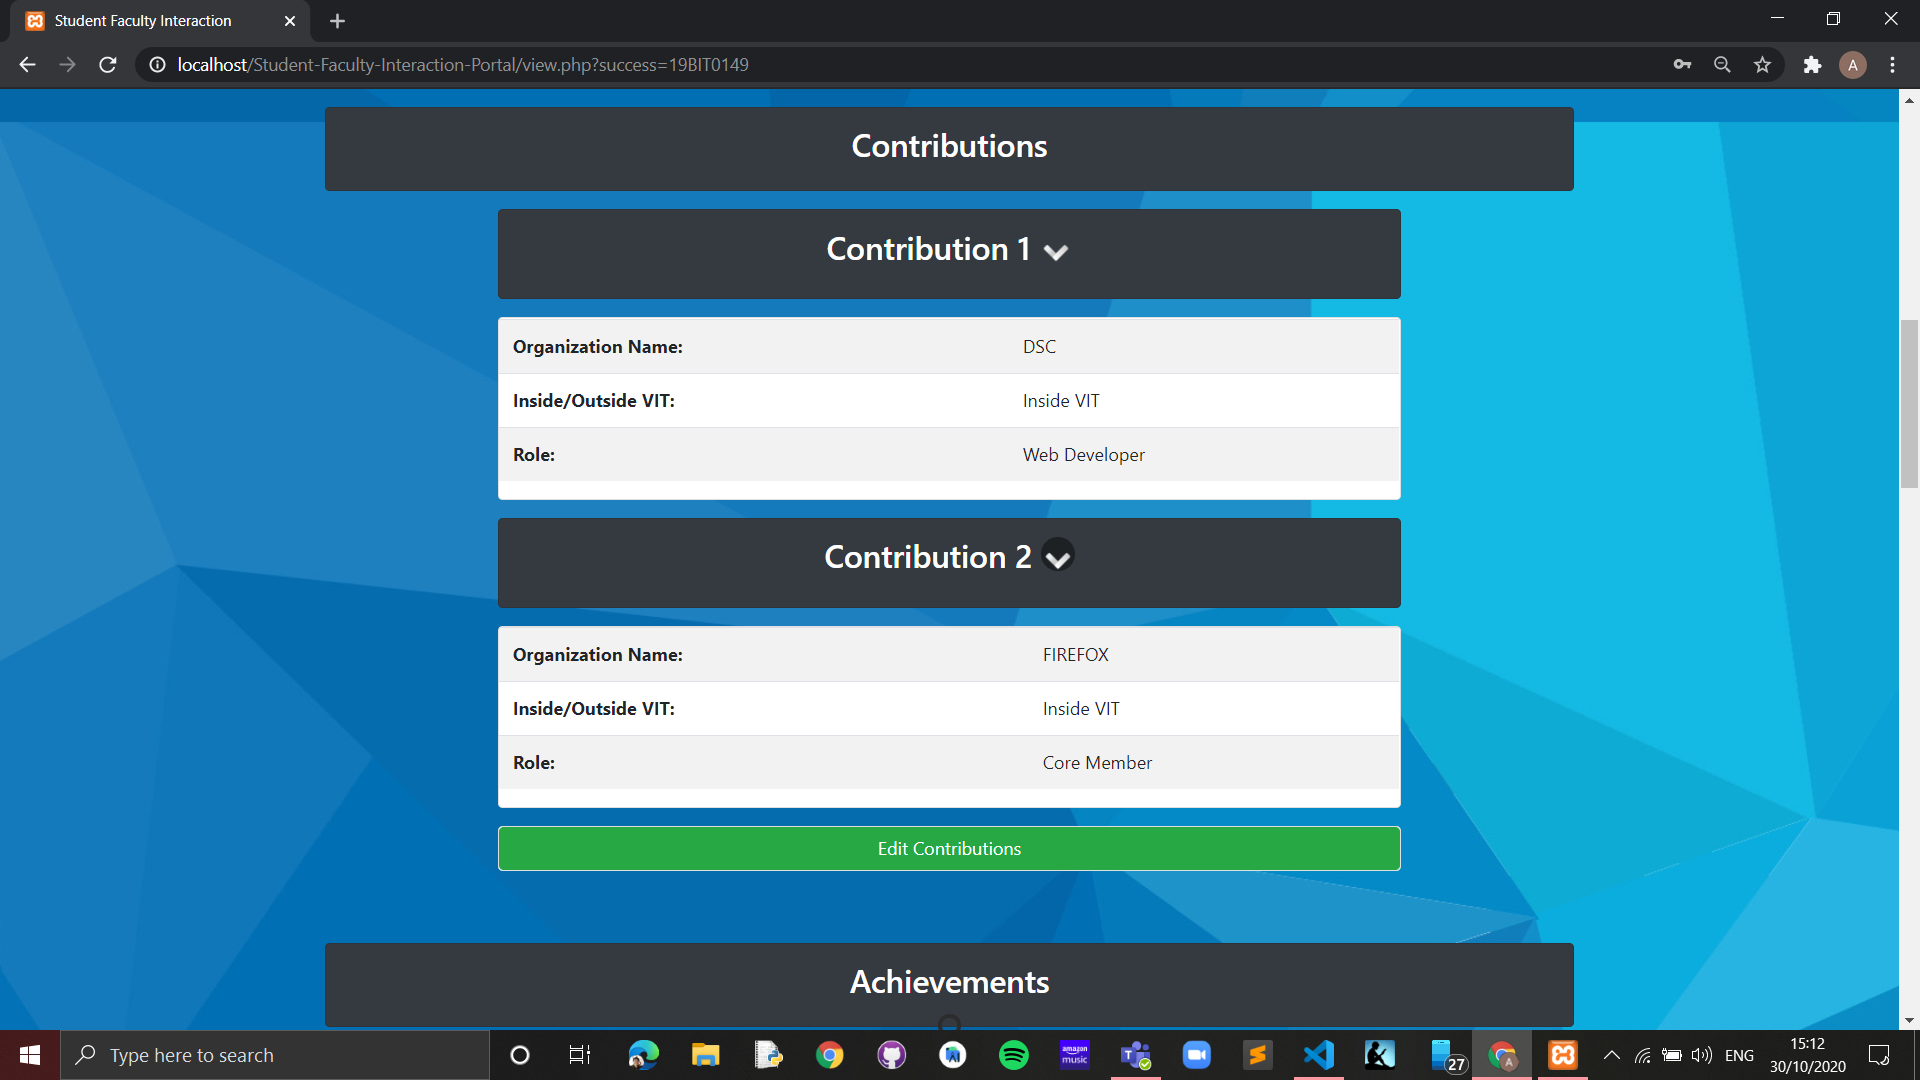 Student Faculty Interaction
localhost/Student-Faculty-Interaction-Portal/view.php?success=19BIT0149
A
Contributions
Contribution 1
Organization Name: DSC
Inside/Outside VIT: Inside VIT
Role: Web Developer
Contribution 2
Organization Name: FIREFOX
Inside/Outside VIT: Inside VIT
Role: Core Member
Edit Contributions
Achievements
Type here to search
amazon
music
27
A
ENG
15:12
30/10/2020